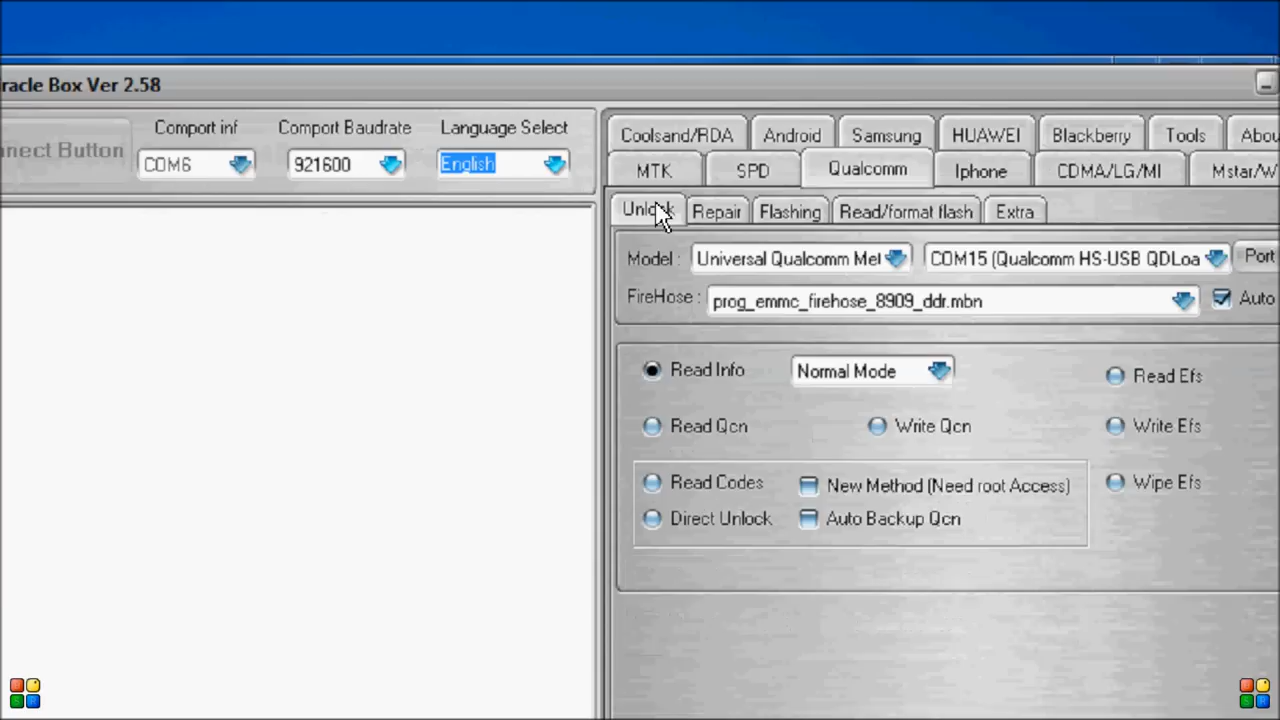 racle Box Ver 2.58
Comport inf Comport Baudrate Language Select
nnect Button COM6 921600 English
Coolsand/RDA Android Samsung HUAWEI Blackberry Tools Abou
MTK SPD Qualcomm Iphone CDMA/LG/MI Mstar/W
Unlock Repair Flashing Read/format flash Extra
Model : Universal Qualcomm Met COM15 (Qualcomm HS-USB QDLoa Port
FireHose : prog_emmc_firehose_8909_ddr.mbn Auto
Read Info Normal Mode Read Efs
Read Qcn Write Qcn Write Efs
Read Codes New Method (Need root Access) Wipe Efs
Direct Unlock Auto Backup Qcn